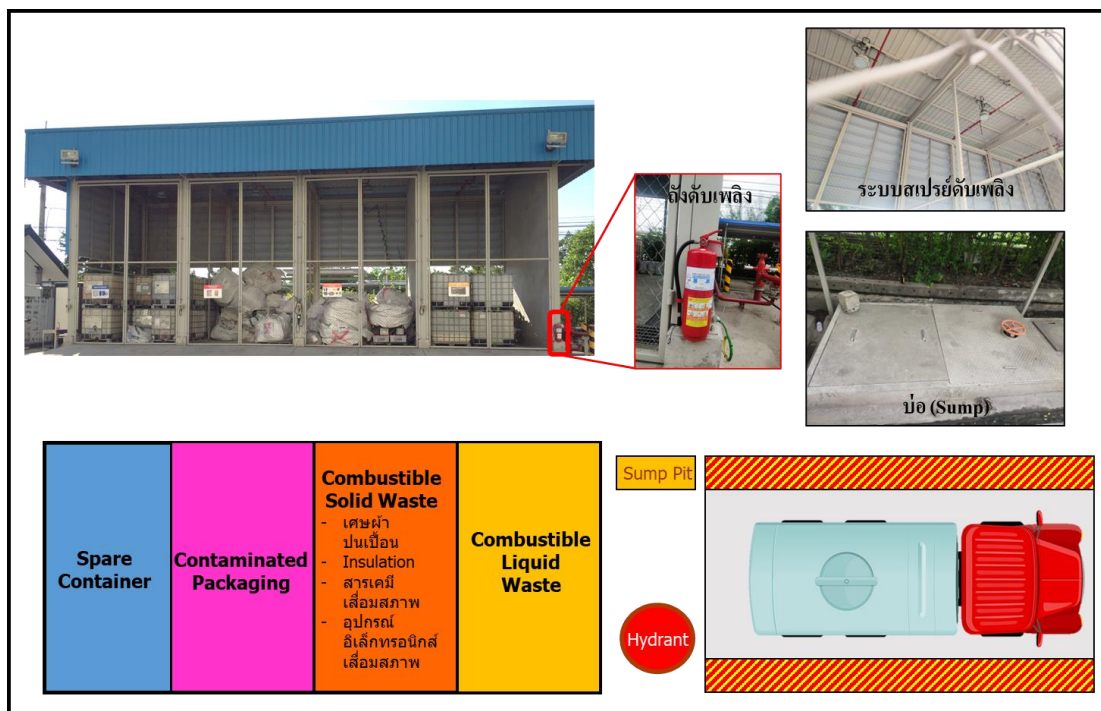 ระบบสเปรย์ดับเพลิง
ถังดับเพลิง
บ่อ (Sump)
Spare
Container
Contaminated
Packaging
Combustible
Solid Waste
- เศษผ้า
ปนเปื้อน
- Insulation
- สารเคมี
เสื่อมสภาพ
- อุปกรณ์
อิเล็กทรอนิกส์
เสื่อมสภาพ
Combustible
Liquid
Waste
Sump Pit
Hydrant